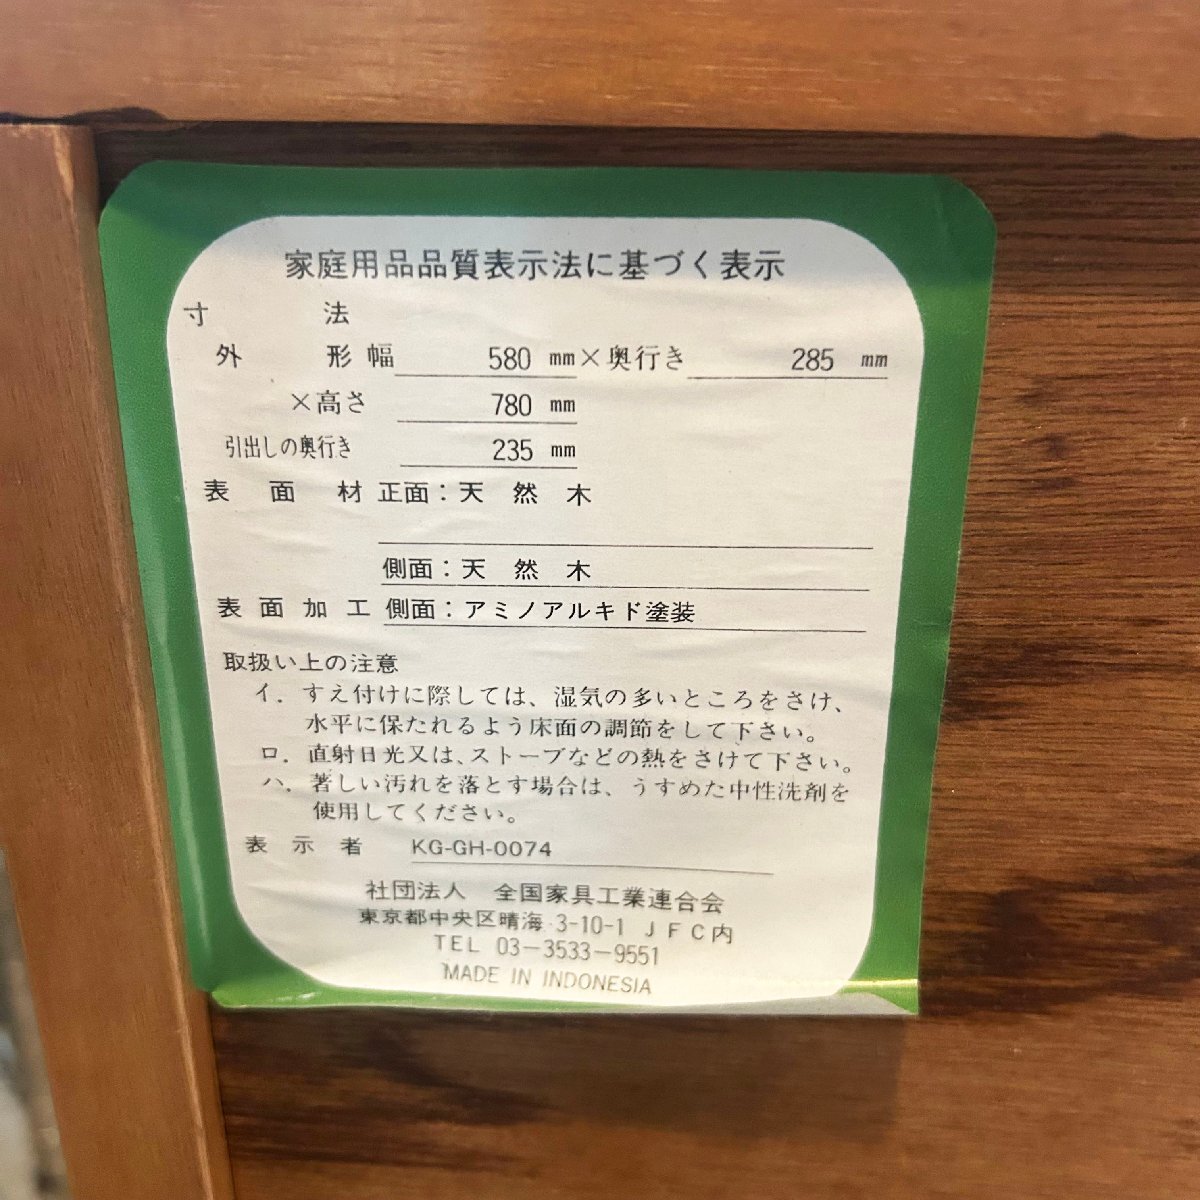 家庭用品品質表示法に基づく表示
寸法
外形 幅 580 mm×奥行き 285 mm
×高さ 780 mm
引出しの奥行き 235 mm
表面材 正面：天然木
側面：天然木
表面加工 側面：アミノアルキド塗装
取扱い上の注意
イ．すえ付けに際しては、湿気の多いところをさけ、
水平に保たれるよう床面の調節をして下さい。
ロ．直射日光又は、ストーブなどの熱をさけて下さい。
ハ．著しい汚れを落とす場合は、うすめた中性洗剤を
使用してください。
表示者 KG-GH-0074
社団法人 全国家具工業連合会
東京都中央区晴海 3-10-1 JFC内
TEL 03-3533-9551
MADE IN INDONESIA